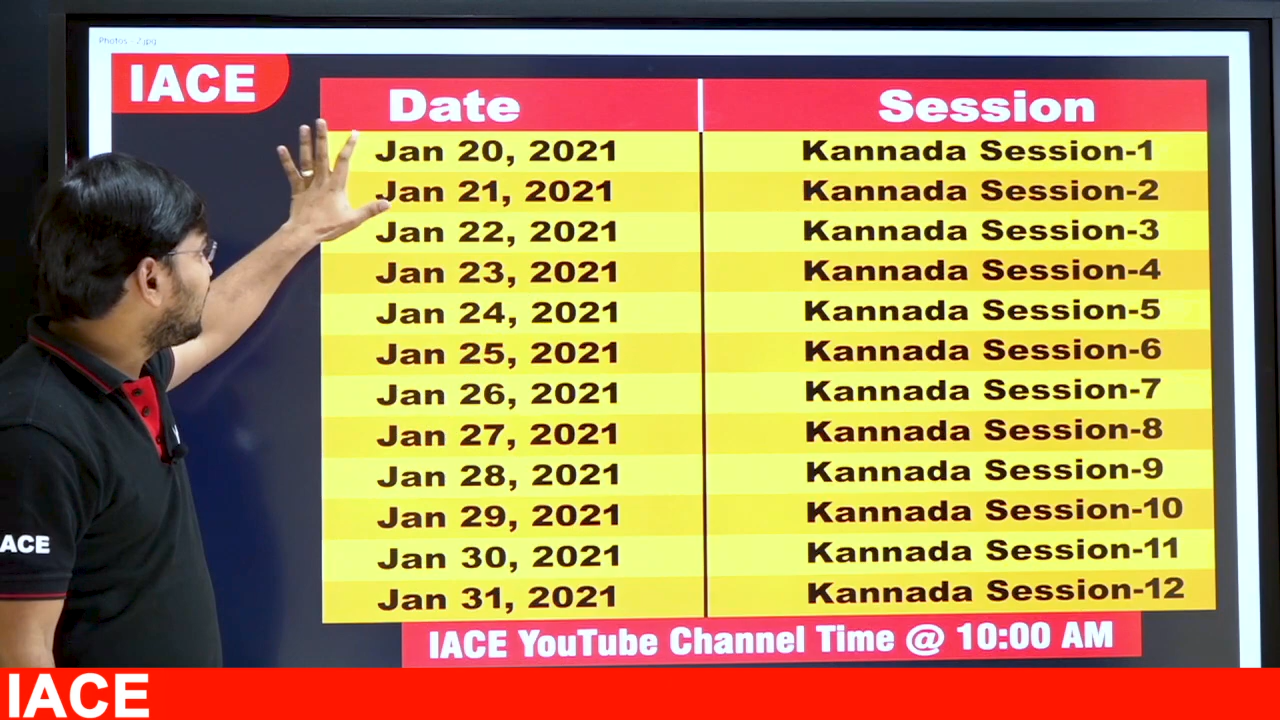 Photos - 2.jpg
IACE
Date Session
Jan 20, 2021 Kannada Session-1
Jan 21, 2021 Kannada Session-2
Jan 22, 2021 Kannada Session-3
Jan 23, 2021 Kannada Session-4
Jan 24, 2021 Kannada Session-5
Jan 25, 2021 Kannada Session-6
Jan 26, 2021 Kannada Session-7
Jan 27, 2021 Kannada Session-8
Jan 28, 2021 Kannada Session-9
Jan 29, 2021 Kannada Session-10
Jan 30, 2021 Kannada Session-11
Jan 31, 2021 Kannada Session-12
IACE YouTube Channel Time @ 10:00 AM
ACE
IACE